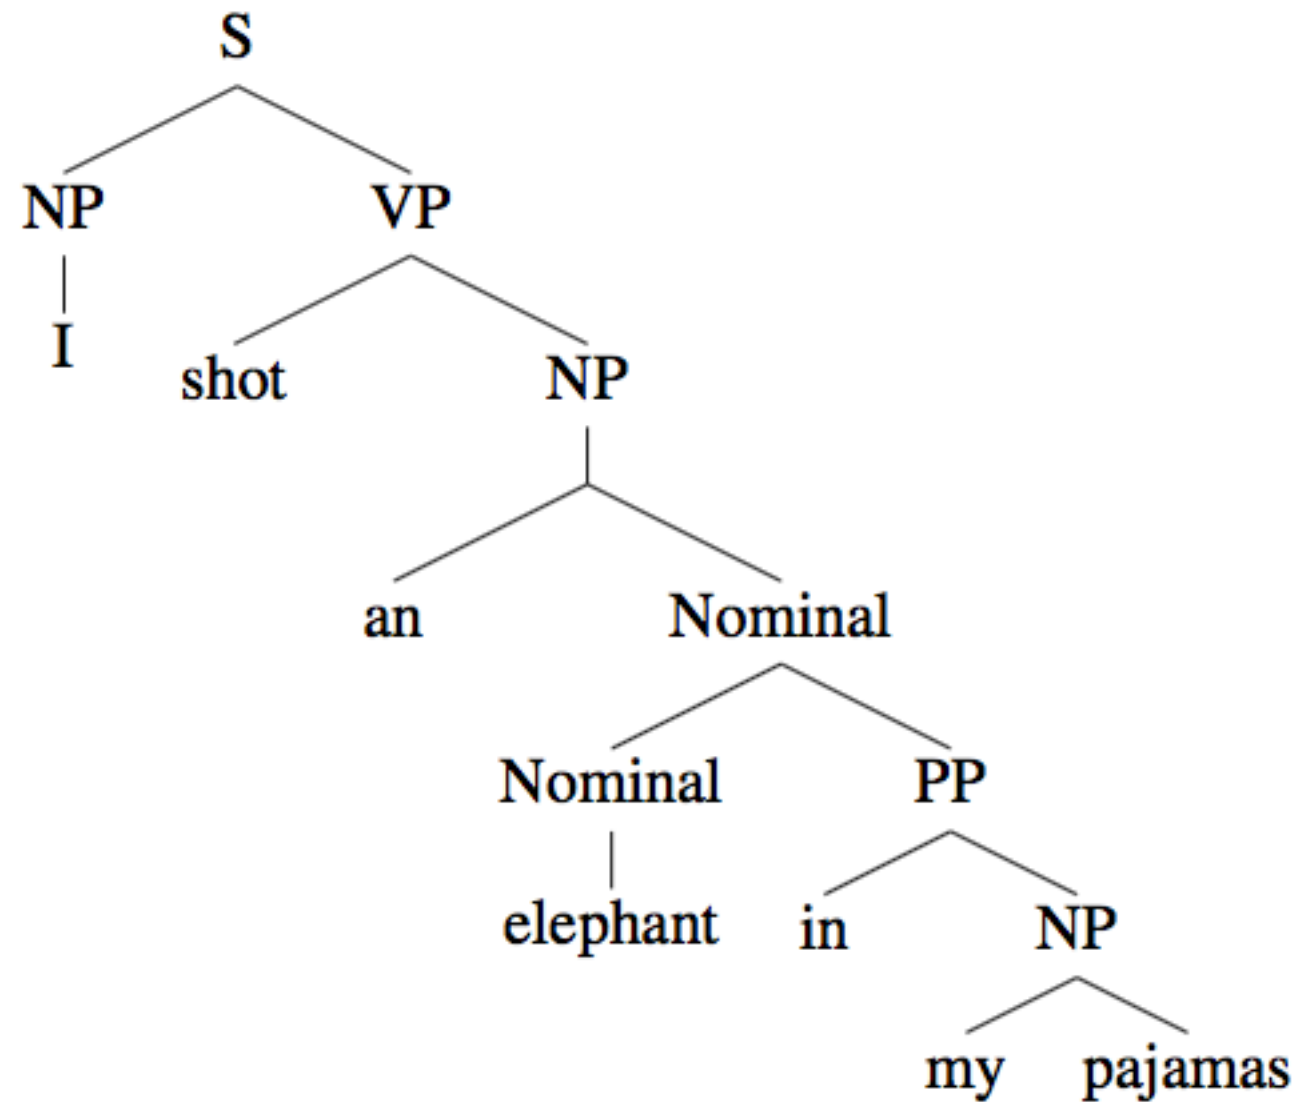 S
NP VP
I
shot NP
an Nominal
Nominal PP
elephant in NP
my pajamas